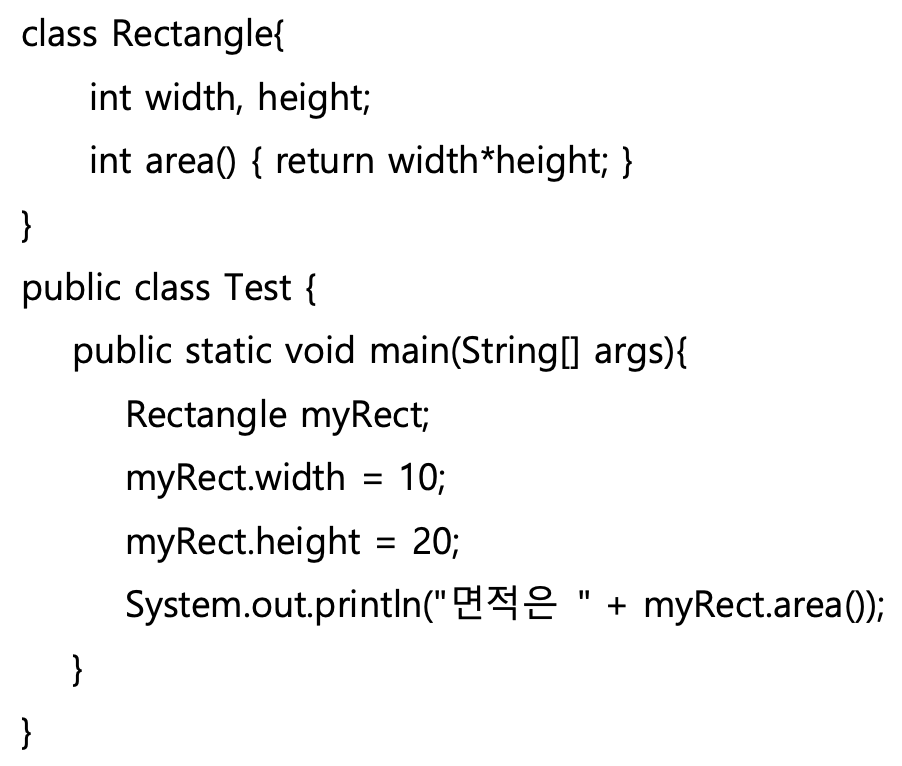 class Rectangle{
int width, height;
int area() { return width*height; }
}
public class Test {
public static void main(String[] args){
Rectangle myRect;
myRect.width = 10;
myRect.height = 20;
System.out.println("면적은 " + myRect.area());
}
}